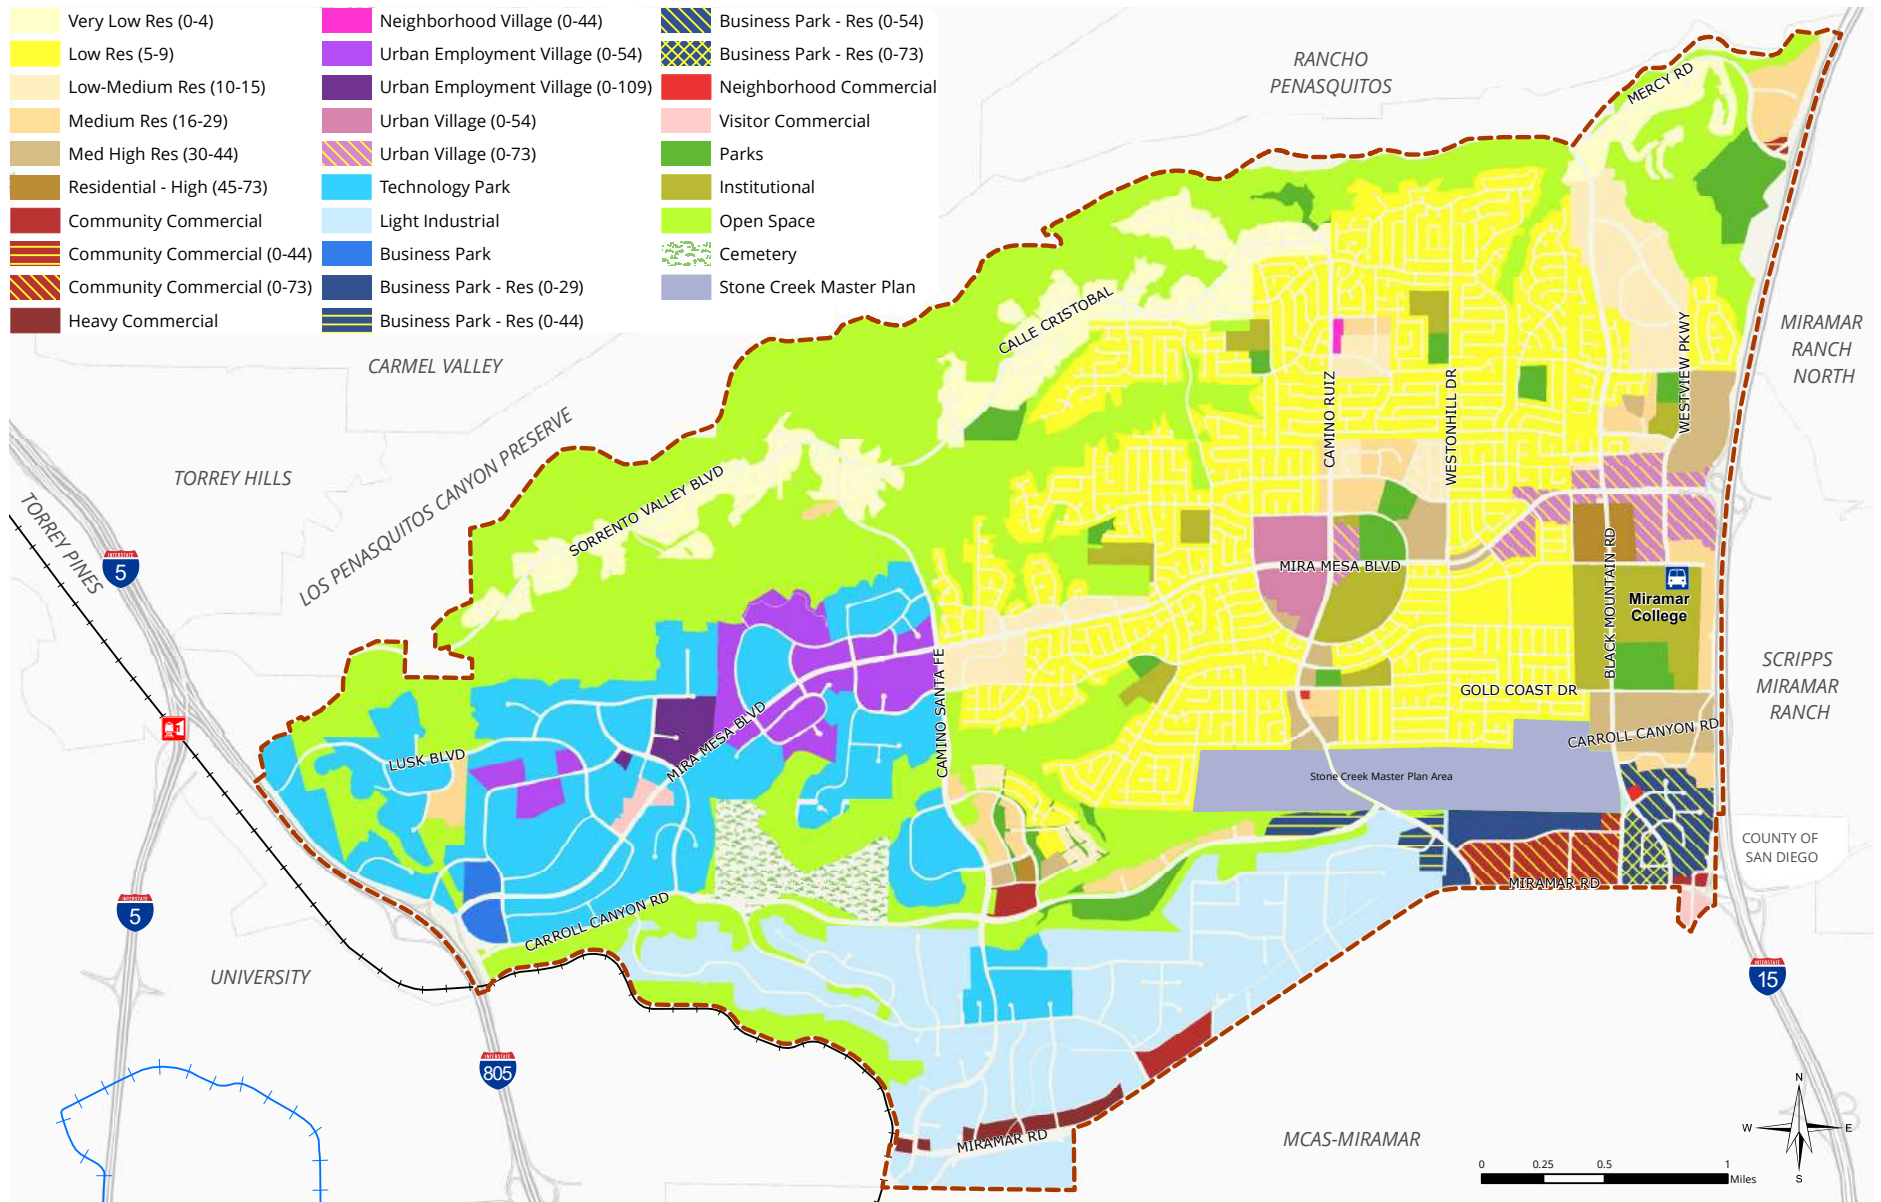 Very Low Res (0-4)
Low Res (5-9)
Low-Medium Res (10-15)
Medium Res (16-29)
Med High Res (30-44)
Residential - High (45-73)
Community Commercial
Community Commercial (0-44)
Community Commercial (0-73)
Heavy Commercial
Neighborhood Village (0-44)
Urban Employment Village (0-54)
Urban Employment Village (0-109)
Urban Village (0-54)
Urban Village (0-73)
Technology Park
Light Industrial
Business Park
Business Park - Res (0-29)
Business Park - Res (0-44)
Business Park - Res (0-54)
Business Park - Res (0-73)
Neighborhood Commercial
Visitor Commercial
Parks
Institutional
Open Space
Cemetery
Stone Creek Master Plan
RANCHO
PENASQUITOS
MERCY RD
CARMEL VALLEY
CALLE CRISTOBAL
MIRAMAR
RANCH
NORTH
WESTVIEW PKWY
CAMINO RUIZ
WESTONHILL DR
TORREY HILLS
LOS PENASQUITOS CANYON PRESERVE
SORRENTO VALLEY BLVD
TORREY PINES
INTERSTATE
5
MIRA MESA BLVD
BLACK MOUNTAIN RD
Miramar
College
SCRIPPS
MIRAMAR
RANCH
GOLD COAST DR
CAMINO SANTA FE
MIRA MESA BLVD
LUSK BLVD
CARROLL CANYON RD
Stone Creek Master Plan Area
COUNTY OF
SAN DIEGO
MIRAMAR RD
INTERSTATE
5
CARROLL CANYON RD
UNIVERSITY
INTERSTATE
15
INTERSTATE
805
MIRAMAR RD
MCAS-MIRAMAR
N
W
E
S
0
0.25
0.5
1
Miles